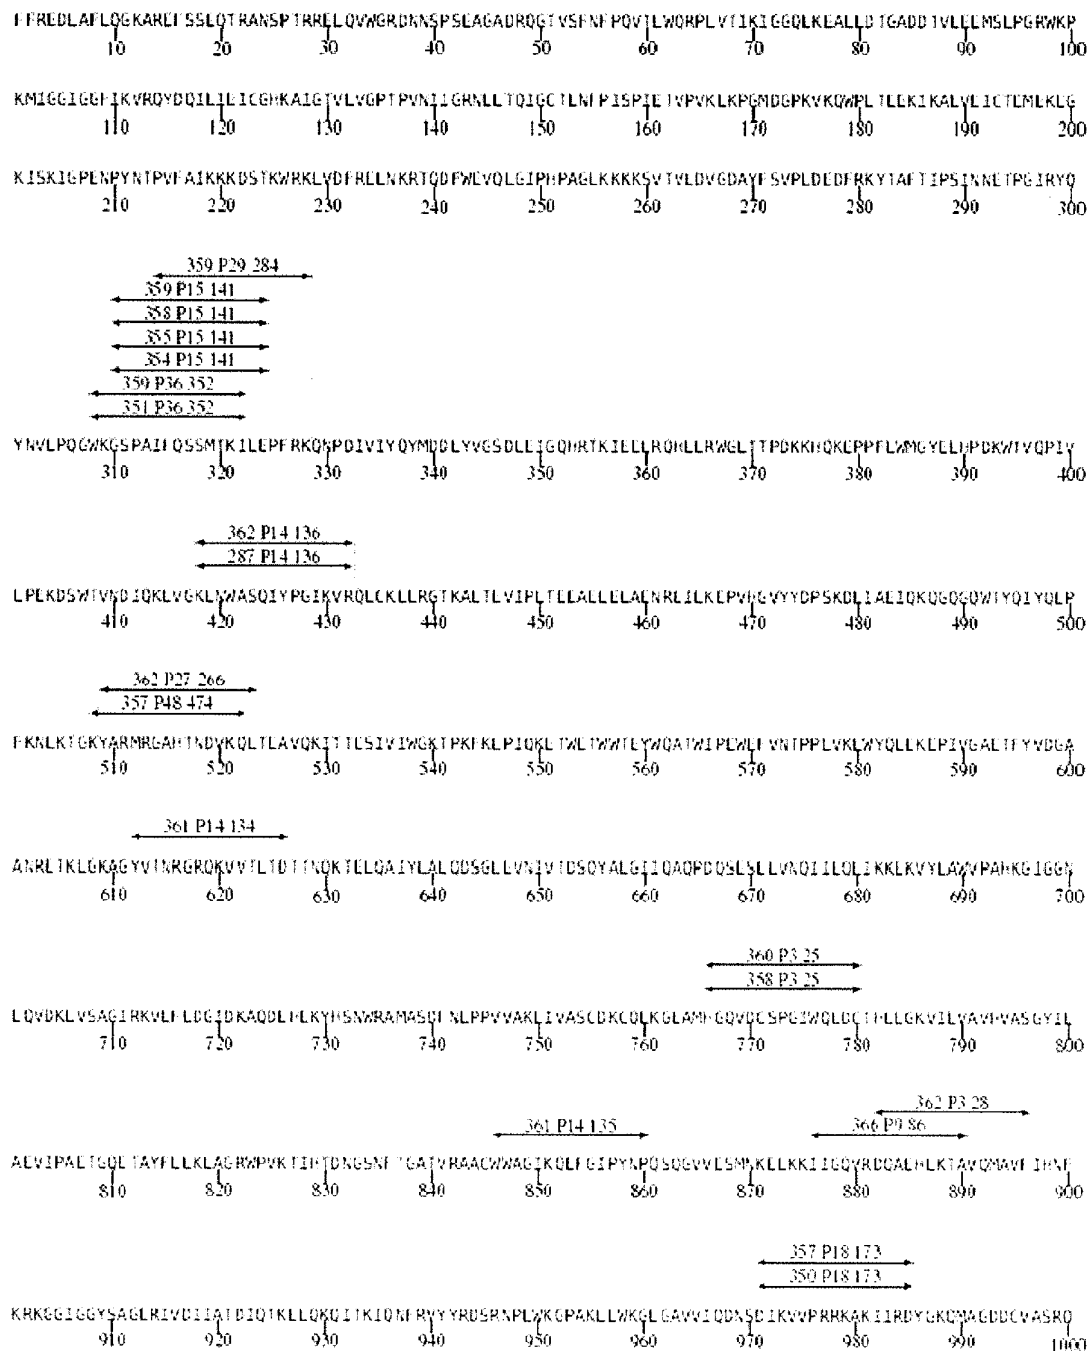 FFREDLAFLQGKAREFSSEQTRANSPTRRELQVWGRDNNSPSEAGADRQGTVSFNFPQVTLWQRPLVTIKIGGQLKEALLDTGADDTVLEEMSLPGRWKP
10 20 30 40 50 60 70 80 90 100
KMIGGIGGFIKVRQYDQILIEICGHKAIGTVLVGPTPVNIIGRNLLTQIGCTLNFPISPIETVPVKLKPGMDGPKVKQWPLTEEKIKALVEICTEMEKEG
110 120 130 140 150 160 170 180 190 200
KISKIGPENPYNTPVFAIKKKDSTKWRKLVDFRELNKRTQDFWEVQLGIPHPAGLKKKKSVTVLDVGDAYFSVPLDEDFRKYTAFTIPSINNETPGIRYQ
210 220 230 240 250 260 270 280 290 300
359 P29 284
359 P15 141
358 P15 141
355 P15 141
354 P15 141
359 P36 352
351 P36 352
YNVLPQGWKGSPAIFQSSMTKILEPFRKQNPDIVIYQYMDDLYVGSDLEIGQHRTKIEELRQHLLRWGLTTPDKKHQKEPPFLWMGYELHPDKWTVQPIV
310 320 330 340 350 360 370 380 390 400
362 P14 136
287 P14 136
LPEKDSWTVNDIQKLVGKLNWASQIYPGIKVRQLCKLLRGTKALTEVIPLTEEAELELAENREILKEPVHGVYYDPSKDLIAEIQKQGQGQWTYQIYQEP
410 420 430 440 450 460 470 480 490 500
362 P27 266
357 P48 474
FKNLKTGKYARMRGAHTNDVKQLTEAVQKITTESIVIWGKTPKFKLPIQKETWETWWTEYWQATWIPEWEFVNTPPLVKLWYQLEKEPIVGAETFYVDGA
510 520 530 540 550 560 570 580 590 600
361 P14 134
ANRETKLGKAGYVTNRGRQKVVTLTDTTNQKTELQAIYLALQDSGLEVNIVTDSQYALGIIQAQPDQSESELVNQIIEQLIKKEKVYLAWVPAHKGIGGN
610 620 630 640 650 660 670 680 690 700
360 P3 25
358 P3 25
EQVDKLVSAGIRKVLFLDGIDKAQDEHEKYHSNWRAMASDFNLPPVVAKEIVASCDKCQLKGEAMHGQVDCSPGIWQLDCTHLEGKVILVAVHVASGYIE
710 720 730 740 750 760 770 780 790 800
362 P3 28
361 P14 135 366 P9 86
AEVIPAETGQETAYFLLKLAGRWPVKTIHTDNGSNFTGATVRAACWWAGIKQEFGIPYNPQSQGVVESMNKELKKIIGQVRDQAEHLKTAVQMAVFIHNF
810 820 830 840 850 860 870 880 890 900
357 P18 173
350 P18 173
KRKGGIGGYSAGERIVDIIATDIQTKELQKQITKIQNFRVYYRDSRNPLWKGPAKLLWKGEGAVVIQDNSDIKVVPRRKAKIIRDYGKQMAGDDCVASRQ
910 920 930 940 950 960 970 980 990 1000